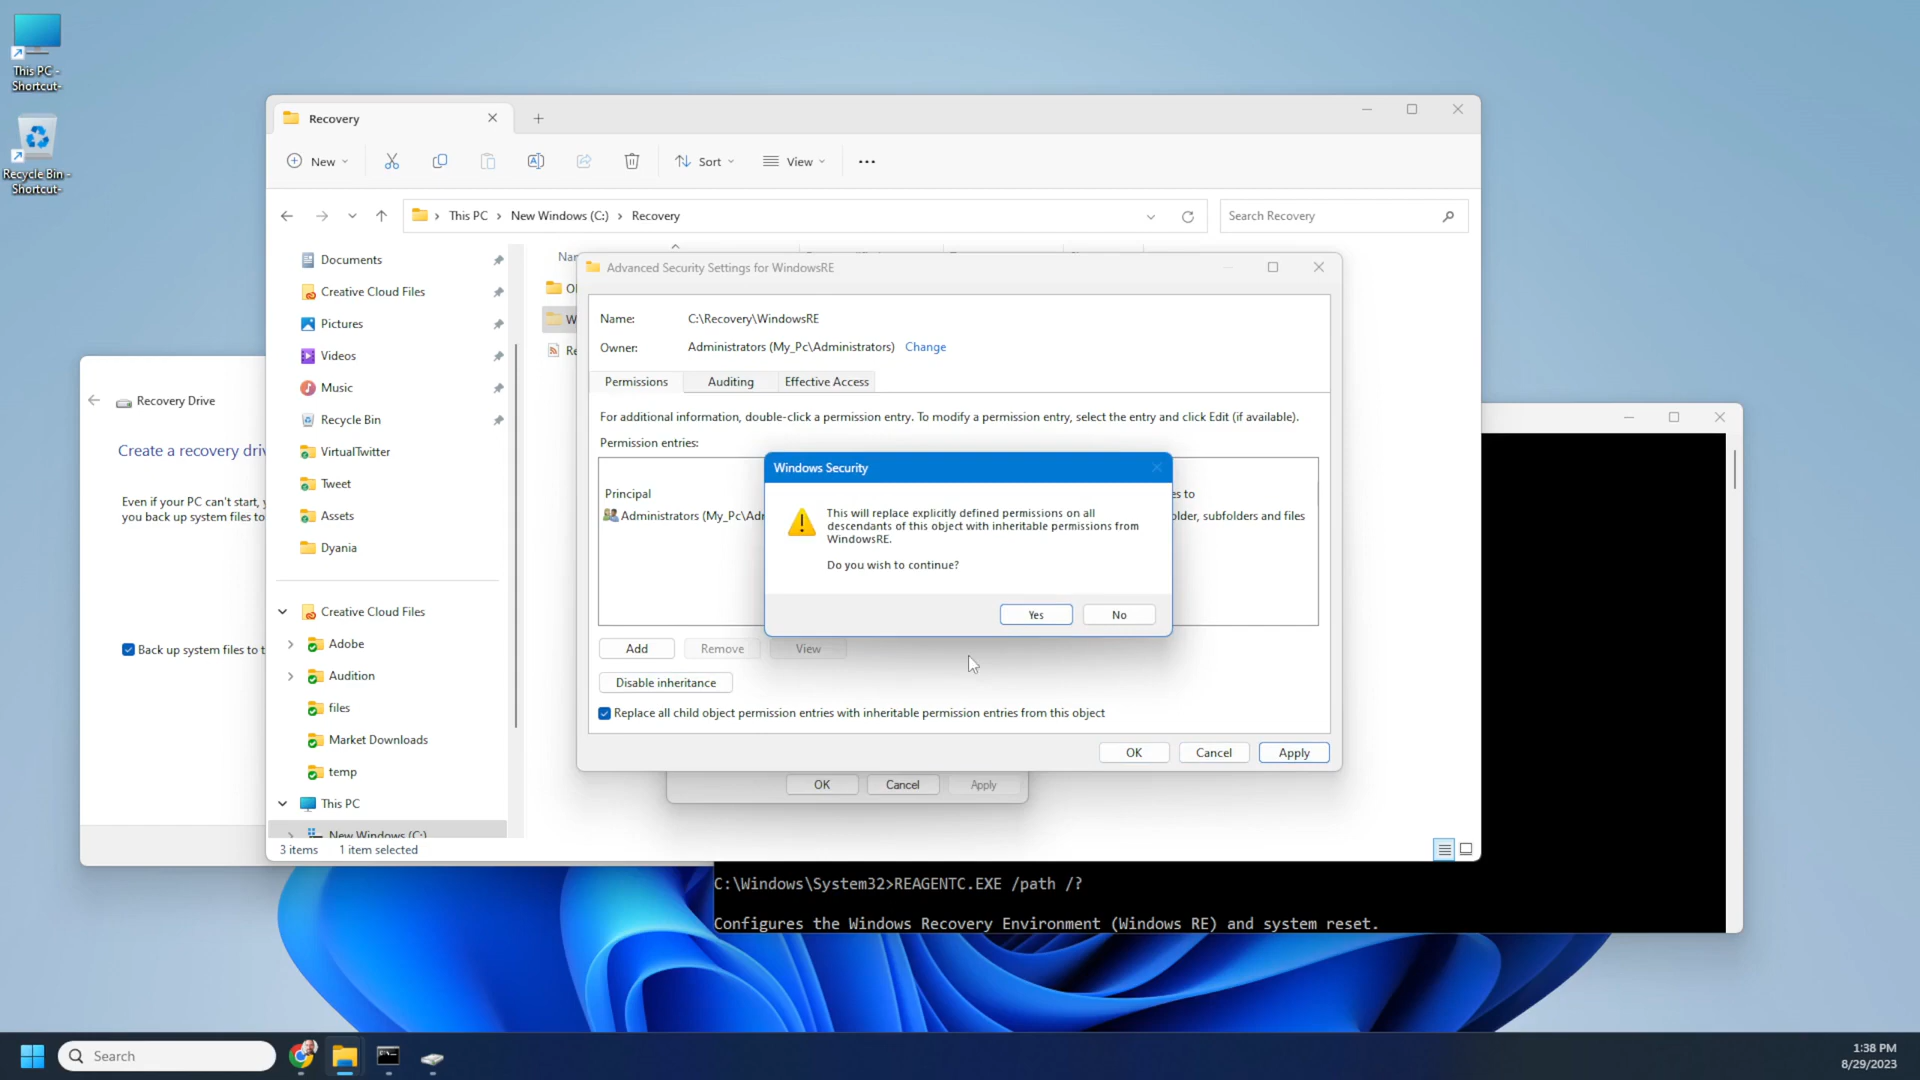 This PC -
Shortcut-
Recycle Bin -
Shortcut-
Recovery
New
Sort
View
This PC
New Windows (C:)
Recovery
Search Recovery
Documents
Creative Cloud Files
Pictures
Videos
Music
Recycle Bin
VirtualTwitter
Tweet
Assets
Dyania
Creative Cloud Files
Adobe
Audition
files
Market Downloads
temp
This PC
New Windows (C:)
3 items
1 item selected
Advanced Security Settings for WindowsRE
Name:
C:\Recovery\WindowsRE
Owner:
Administrators (My_Pc\Administrators)
Change
Permissions
Auditing
Effective Access
For additional information, double-click a permission entry. To modify a permission entry, select the entry and click Edit (if available).
Permission entries:
Principal
es to
Administrators (My_Pc\Adr
older, subfolders and files
Windows Security
This will replace explicitly defined permissions on all
descendants of this object with inheritable permissions from
WindowsRE.
Do you wish to continue?
Yes
No
Add
Remove
View
Disable inheritance
Replace all child object permission entries with inheritable permission entries from this object
OK
Cancel
Apply
OK
Cancel
Apply
Recovery Drive
Create a recovery driv
Even if your PC can't start, y
you back up system files to
Back up system files to t
C:\Windows\System32>REAGENTC.EXE /path /?
Configures the Windows Recovery Environment (Windows RE) and system reset.
Search
1:38 PM
8/29/2023